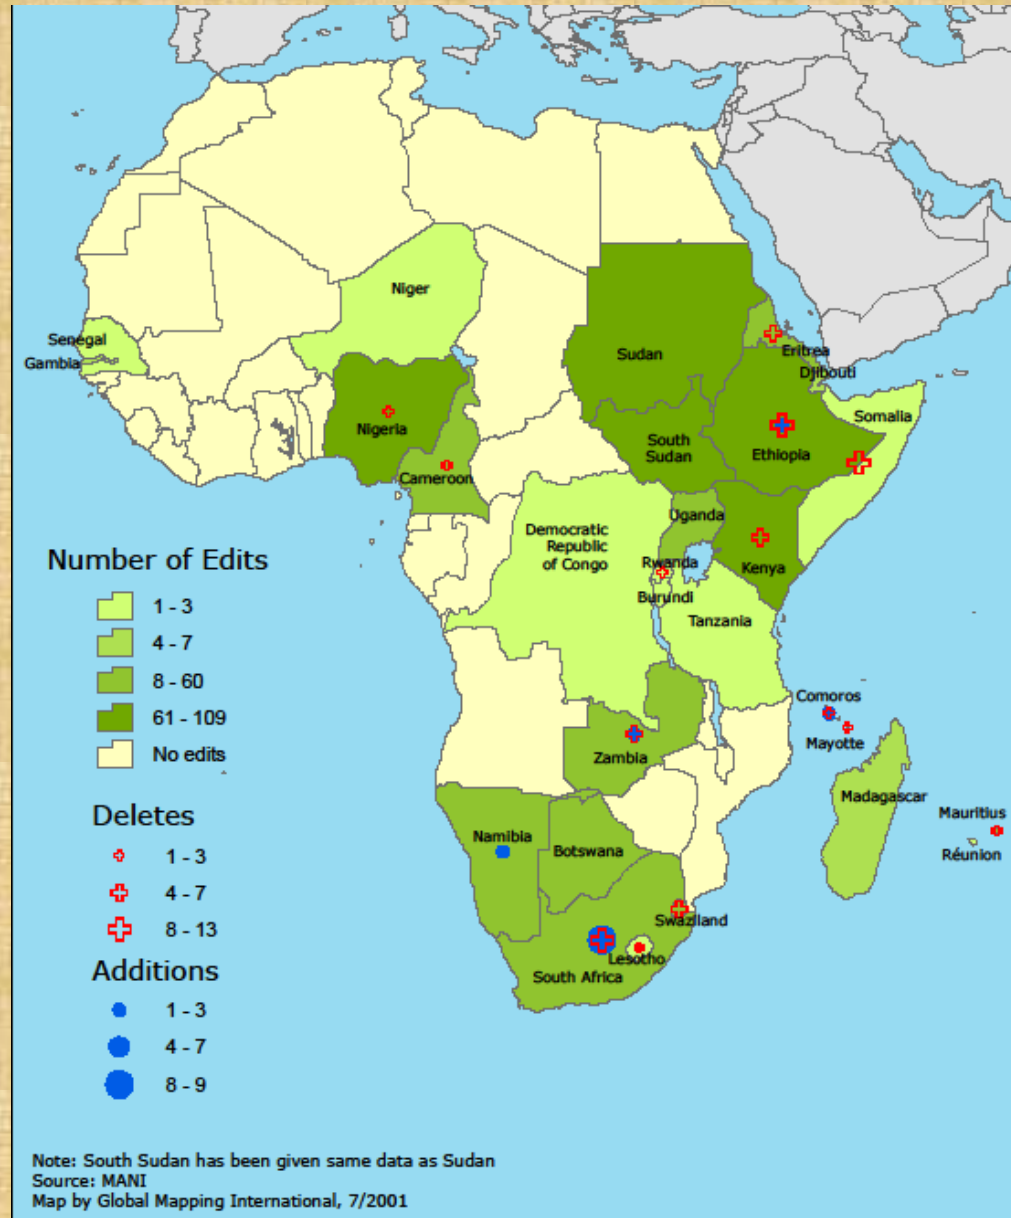 Niger
Senegal
Gambia
Sudan
Eritrea
Djibouti
Nigeria
Somalia
South
Sudan
Ethiopia
Cameroon
Uganda
Democratic
Republic
of Congo
Rwanda
Kenya
Burundi
Tanzania
Number of Edits
1 - 3
4 - 7
8 - 60
61 - 109
No edits
Comoros
Mayotte
Zambia
Madagascar
Mauritius
Réunion
Namibia
Botswana
Swaziland
Lesotho
South Africa
Deletes
1 - 3
4 - 7
8 - 13
Additions
1 - 3
4 - 7
8 - 9
Note: South Sudan has been given same data as Sudan
Source: MANI
Map by Global Mapping International, 7/2001